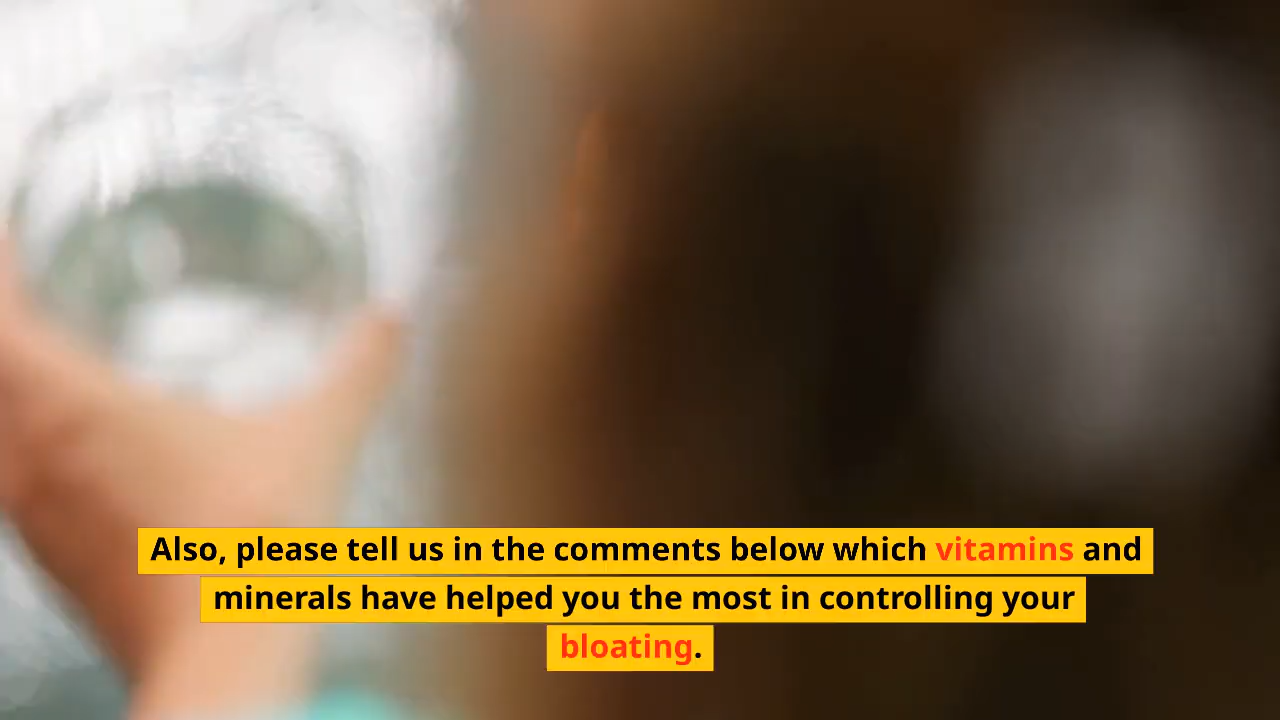 Also, please tell us in the comments below which vitamins and
minerals have helped you the most in controlling your
bloating.